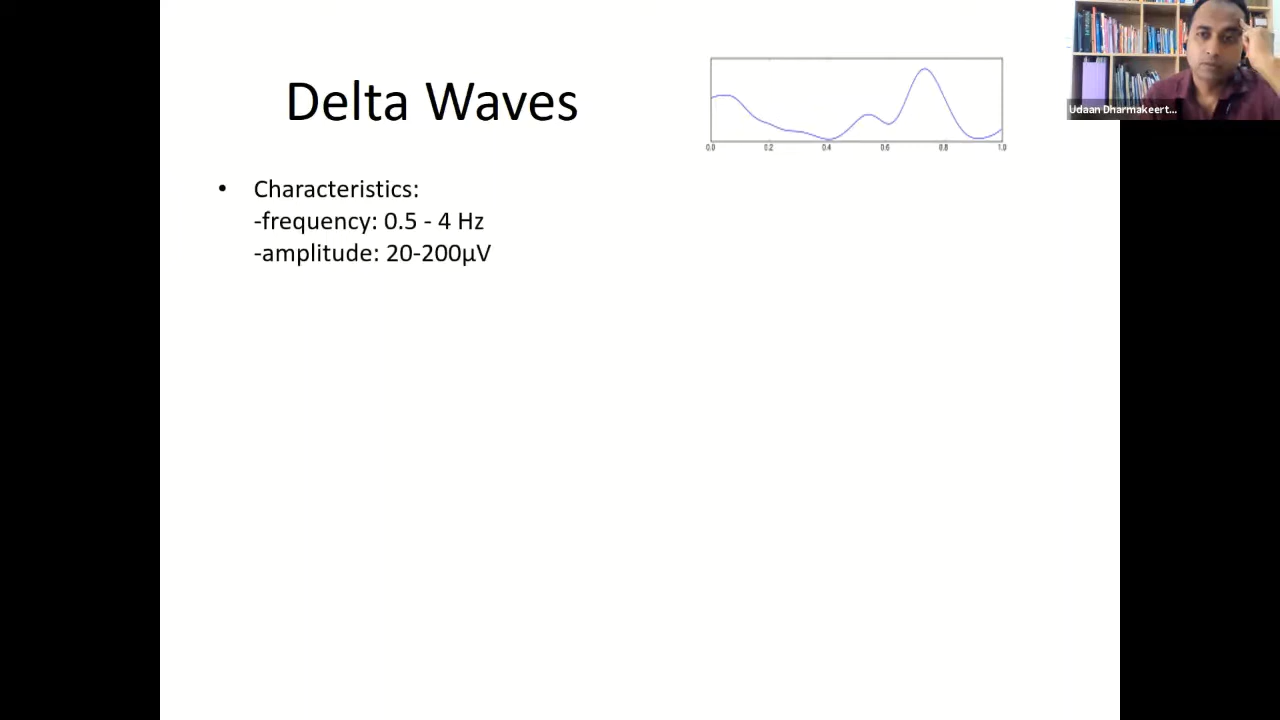 Delta Waves
0.0 0.2 0.4 0.6 0.8 1.0
Udaan Dharmakeert...
• Characteristics:
-frequency: 0.5 - 4 Hz
-amplitude: 20-200µV